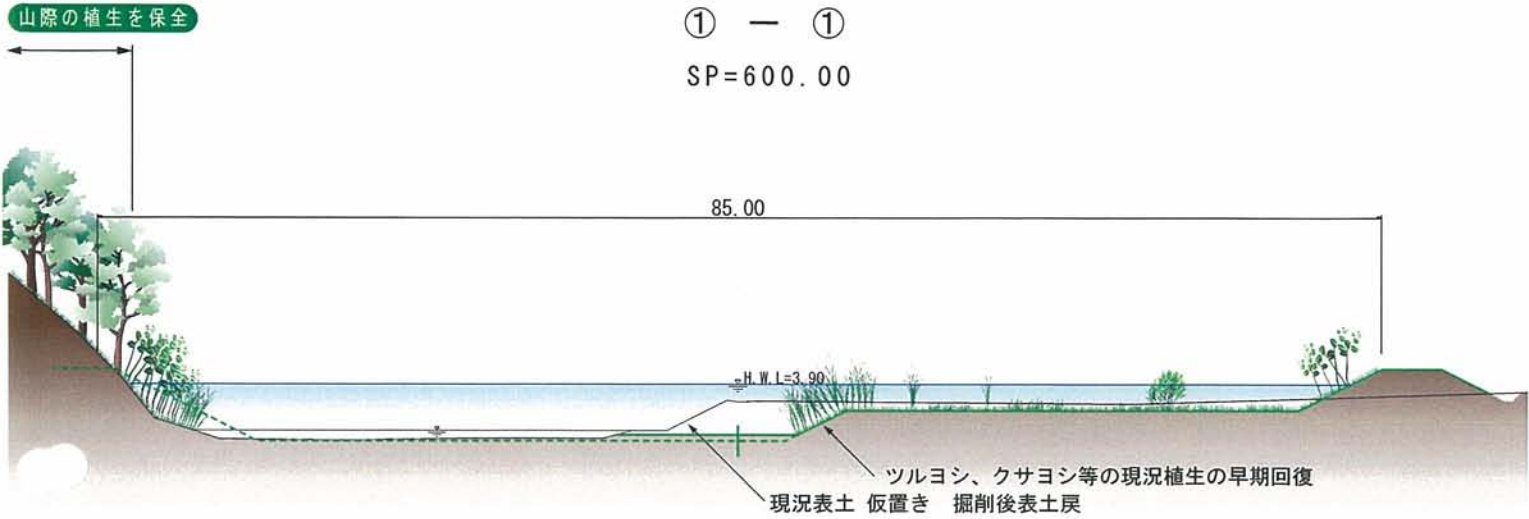 山際の植生を保全
① ー ①
SP=600.00
85.00
H.W.L=3.90
ツルヨシ、クサヨシ等の現況植生の早期回復
現況表土 仮置き 掘削後表土戻